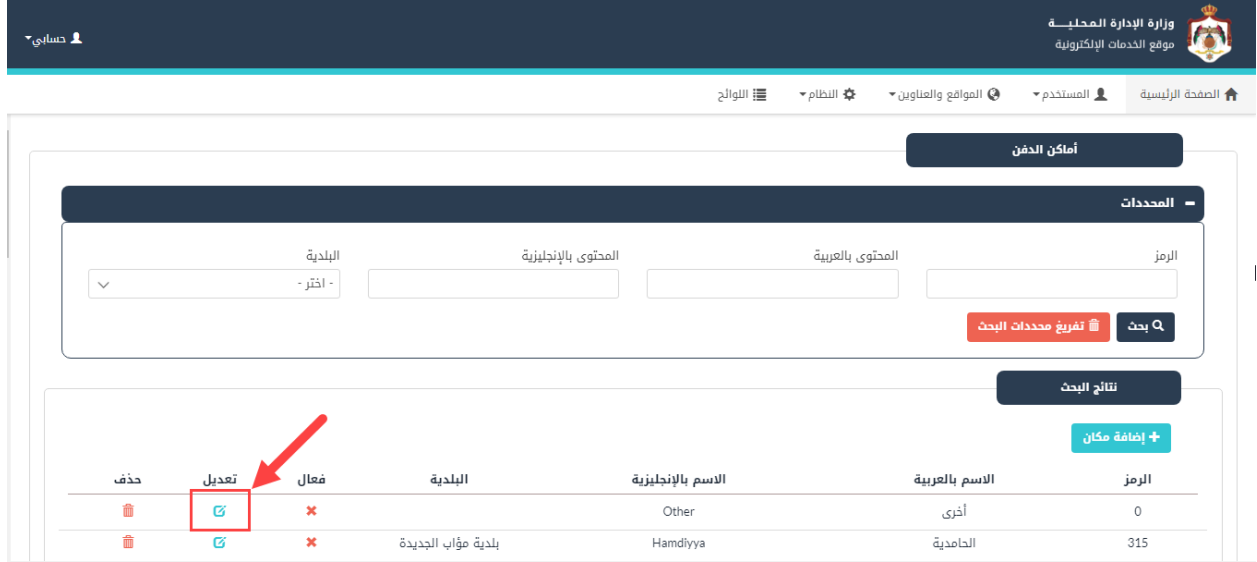 وزارة الإدارة المحليـــة
موقع الخدمات الإلكترونية
حسابي
الصفحة الرئيسية المستخدم المواقع والعناوين النظام اللوائح
أماكن الدفن
المحددات
الرمز المحتوى بالعربية المحتوى بالإنجليزية البلدية
- اختر -
بحث تفريغ محددات البحث
نتائج البحث
+ إضافة مكان
الرمز الاسم بالعربية الاسم بالإنجليزية البلدية فعال تعديل حذف
0 أخرى Other
315 الحامدية Hamdiyya بلدية مؤاب الجديدة